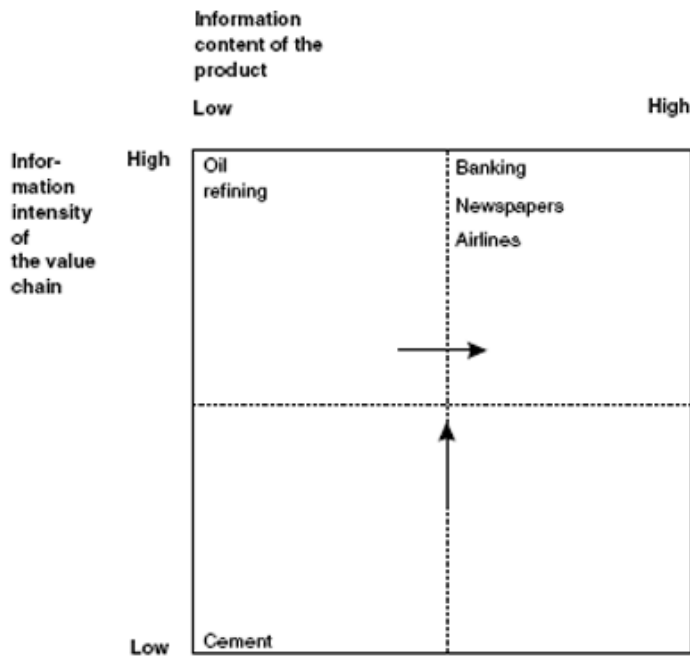 Information
content of the
product
Low
High
Infor-
mation
intensity
of
the value
chain
High
Oil
refining
Banking
Newspapers
Airlines
Low
Cement